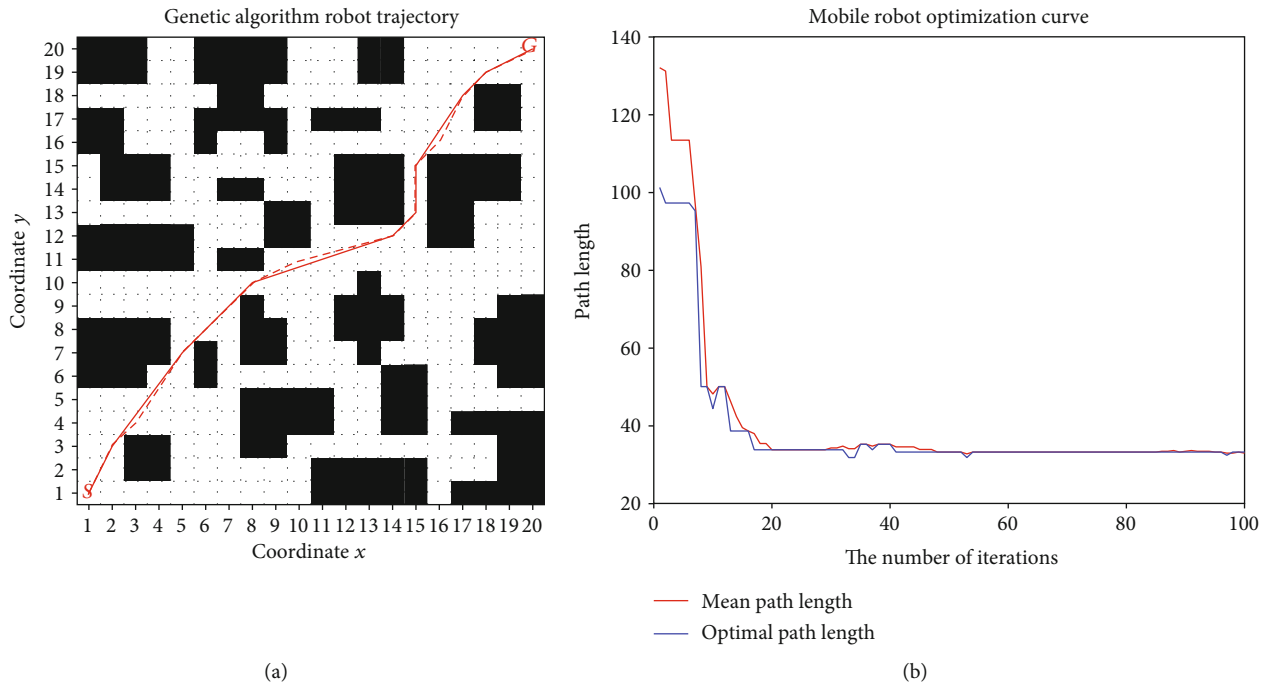 Genetic algorithm robot trajectory
20
19
18
17
16
15
14
13
12
11
10
9
8
7
6
5
4
3
2
1
Coordinate y
S
G
1 2 3 4 5 6 7 8 9 10 11 12 13 14 15 16 17 18 19 20
Coordinate x
(a)
Mobile robot optimization curve
140
120
100
80
60
40
20
Path length
0 20 40 60 80 100
The number of iterations
Mean path length
Optimal path length
(b)